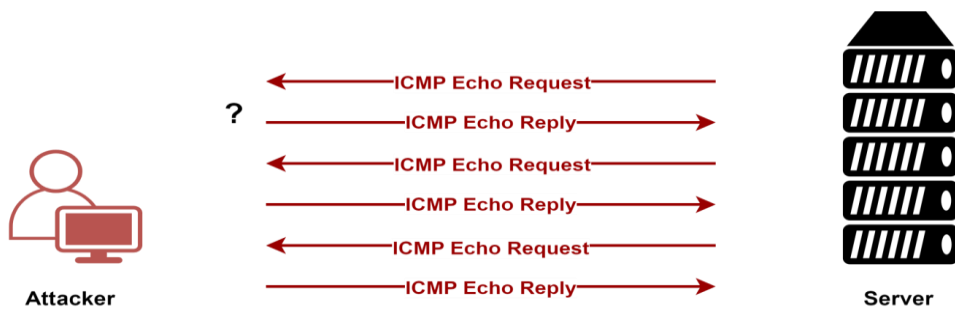 ICMP Echo Request
?
ICMP Echo Reply
ICMP Echo Request
ICMP Echo Reply
ICMP Echo Request
ICMP Echo Reply
Attacker
Server